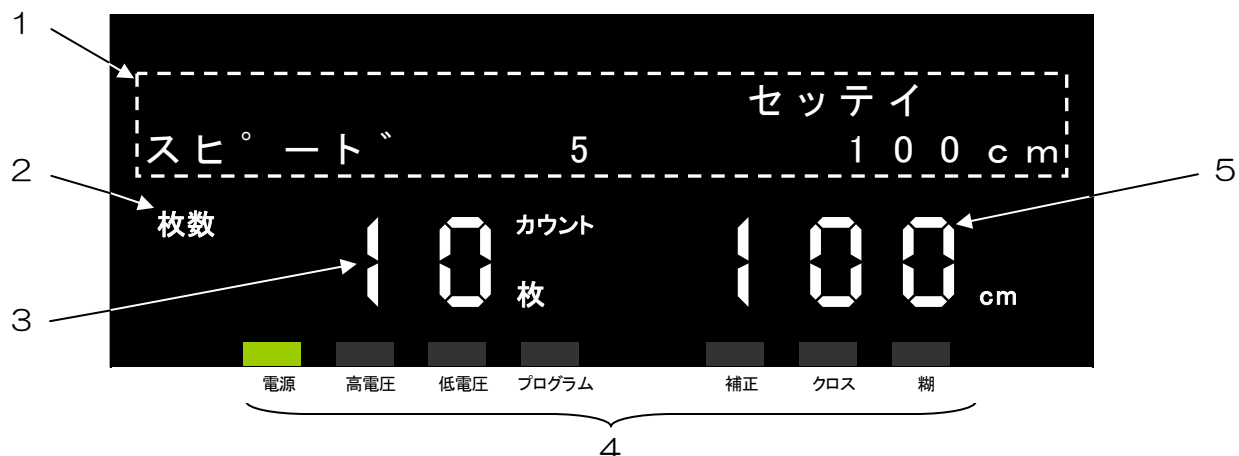 1
セッテイ
スピ゜ート゛ 5 100cm
2
5
枚数 10 カウント 100
枚 cm
3
電源 高電圧 低電圧 プログラム 補正 クロス 糊
4